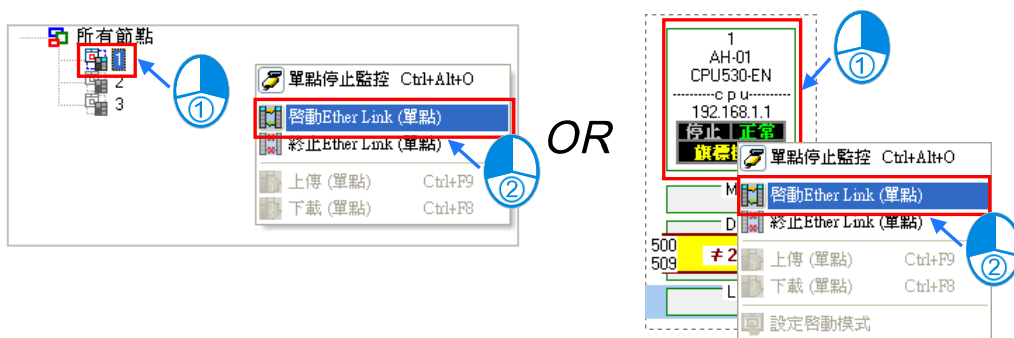 所有節點
1
2
3
①
單點停止監控 Ctrl+Alt+O
啓動Ether Link (單點)
終止Ether Link (單點)
②
上傳 (單點) Ctrl+F9
下載 (單點) Ctrl+F8
OR
1
AH-01
CPU530-EN
--------c p u--------
192.168.1.1
停止 正常
旗標
①
單點停止監控 Ctrl+Alt+O
M
啓動Ether Link (單點)
D
終止Ether Link (單點)
500
509
≠ 2
②
上傳 (單點) Ctrl+F9
L
下載 (單點) Ctrl+F8
設定啓動模式